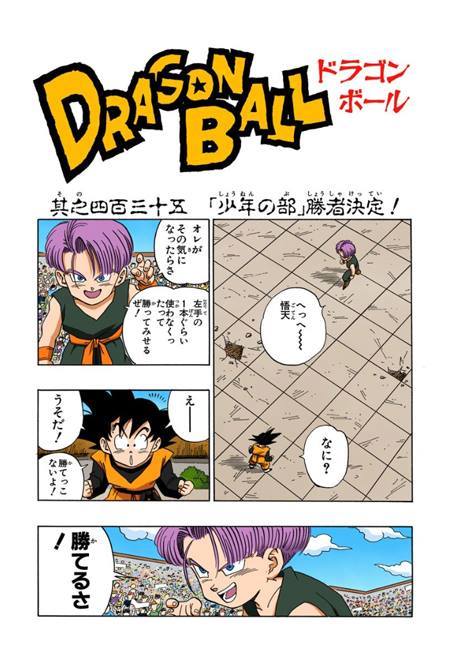 DRAGON BALL
ドラゴン
ボール
其之四百三十五 「少年の部」勝者決定!
へっへ〜〜
悟天
なに?
オレが
その気に
なったらさ
左手の
1本ぐらい
使わなくっ
たって
勝ってみせる
ぜ!
え——
うそだ!
勝てっこ
ないよ!
勝てるさ
!